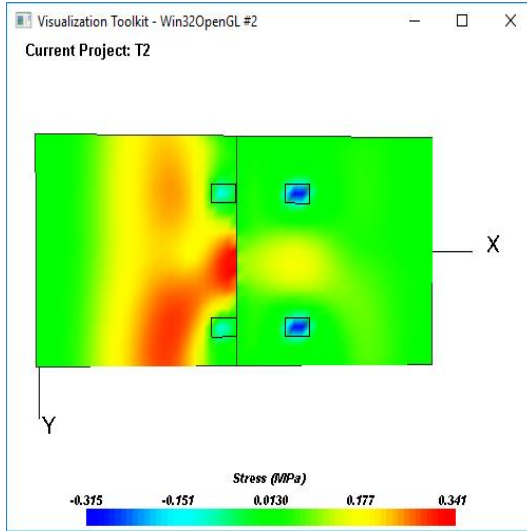 Visualization Toolkit - Win32OpenGL #2
Current Project: T2
X
Y
Stress (MPa)
-0.315 -0.151 0.0130 0.177 0.341